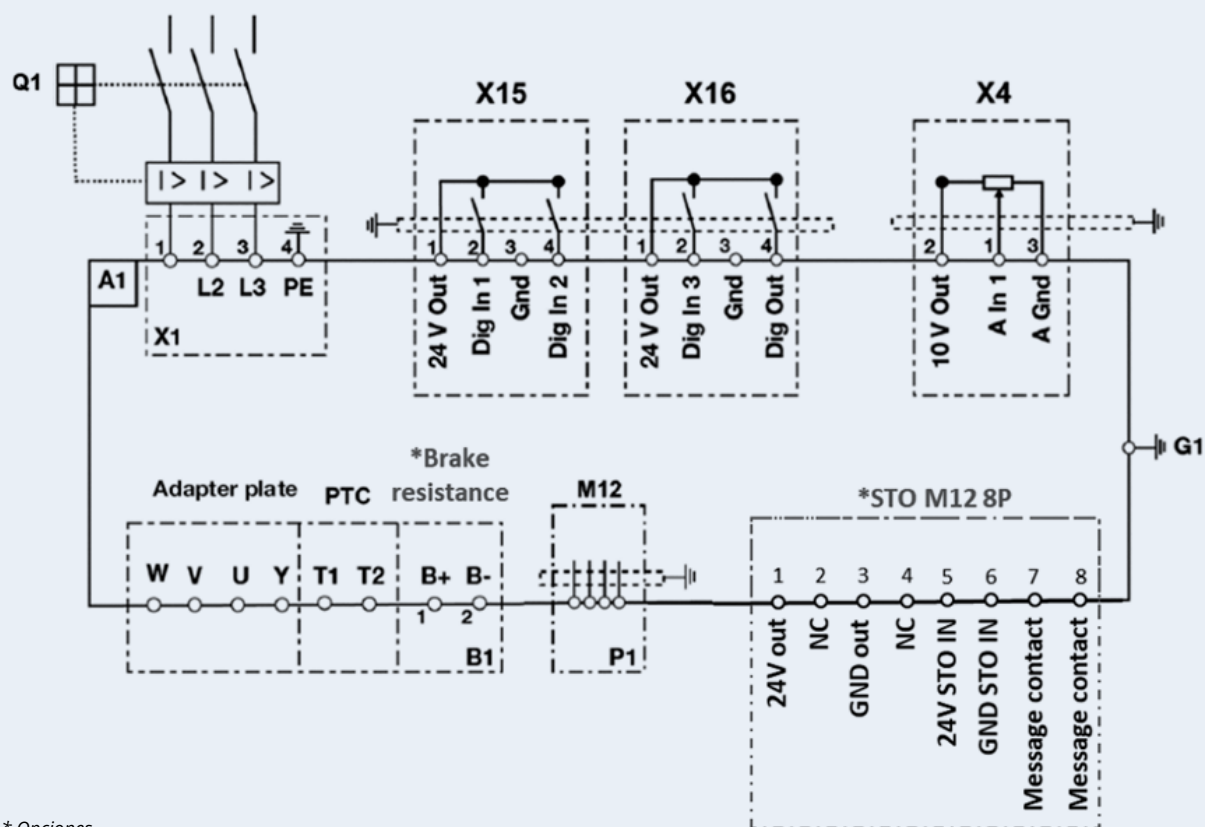 Q1
X15
X16
X4
I> I> I>
1 2 3 4
1 2 3 4
1 2 3 4
2 1 3
A1
L2 L3 PE
X1
24 V Out
Dig In 1
Gnd
Dig In 2
24 V Out
Dig In 3
Gnd
Dig Out
10 V Out
A In 1
A Gnd
G1
*Brake
resistance
Adapter plate
PTC
M12
*STO M12 8P
W V U Y T1 T2 B+ B-
1 2
B1
P1
1 2 3 4 5 6 7 8
24V out
NC
GND out
NC
24V STO IN
GND STO IN
Message contact
Message contact
* Opciones